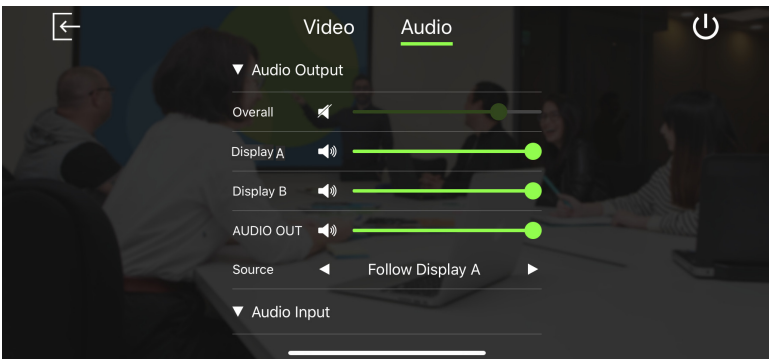 Video Audio
▼ Audio Output
Overall
Display A
Display B
AUDIO OUT
Source ◀ Follow Display A ▶
▼ Audio Input